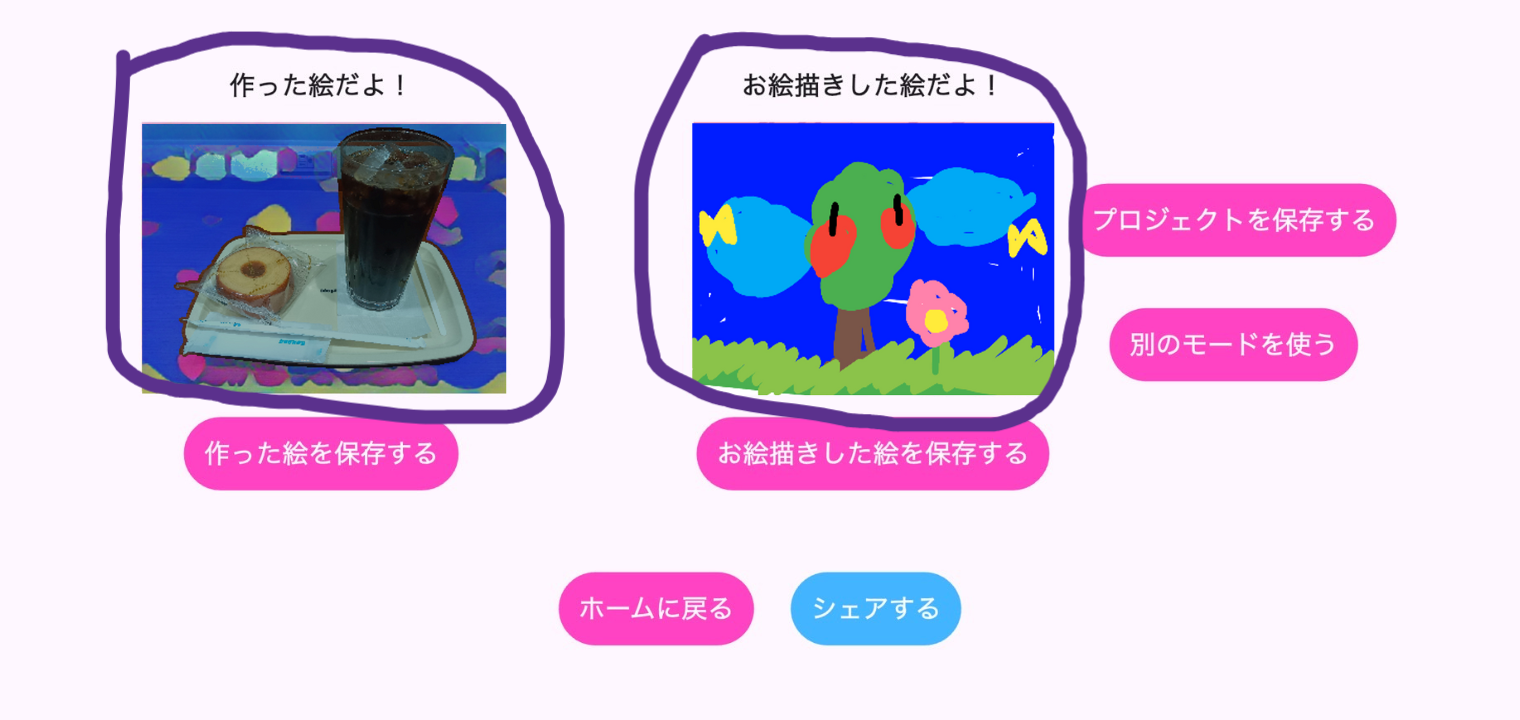 作った絵だよ！
お絵描きした絵だよ！
プロジェクトを保存する
別のモードを使う
作った絵を保存する
お絵描きした絵を保存する
ホームに戻る
シェアする